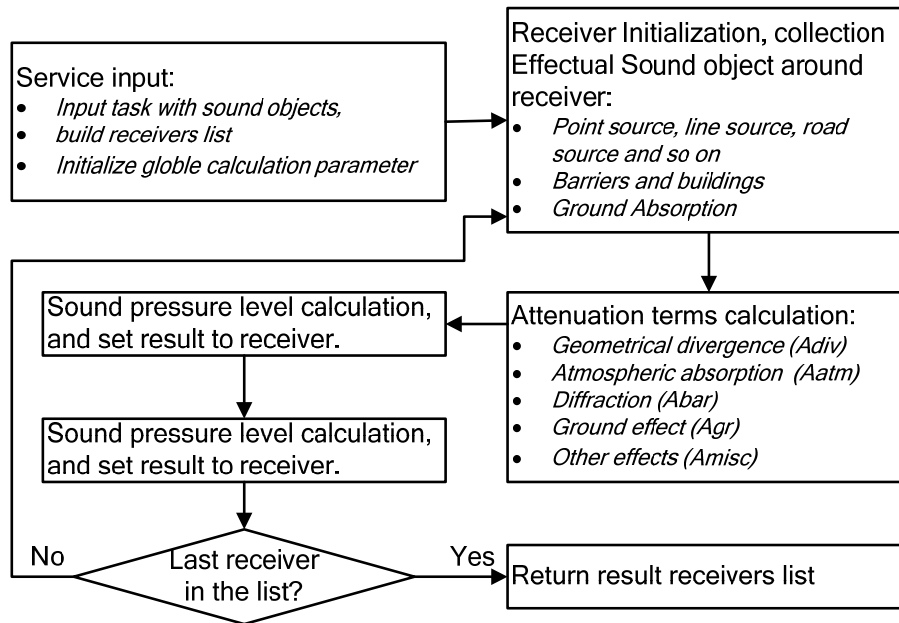 Service input:
• Input task with sound objects,
• build receivers list
• Initialize globle calculation parameter
Receiver Initialization, collection
Effectual Sound object around
receiver:
• Point source, line source, road
source and so on
• Barriers and buildings
• Ground Absorption
Attenuation terms calculation:
• Geometrical divergence (Adiv)
• Atmospheric absorption (Aatm)
• Diffraction (Abar)
• Ground effect (Agr)
• Other effects (Amisc)
Sound pressure level calculation,
and set result to receiver.
Sound pressure level calculation,
and set result to receiver.
Last receiver
in the list?
No
Yes
Return result receivers list